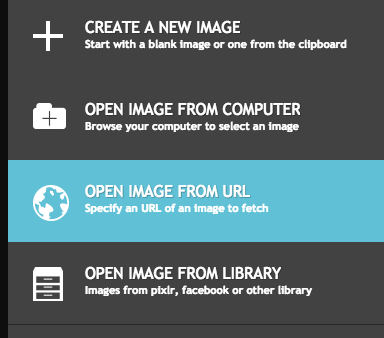 CREATE A NEW IMAGE
Start with a blank image or one from the clipboard
OPEN IMAGE FROM COMPUTER
Browse your computer to select an image
OPEN IMAGE FROM URL
Specify an URL of an image to fetch
OPEN IMAGE FROM LIBRARY
Images from pixlr, facebook or other library